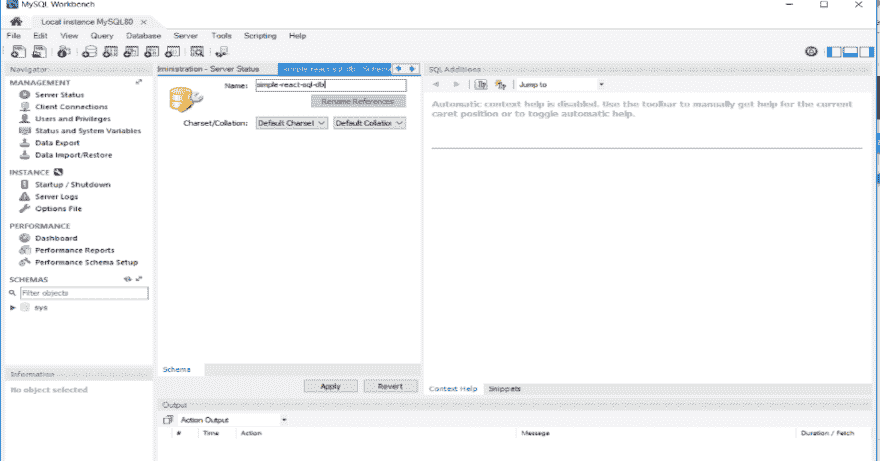 MySQL Workbench
Local instance MySQL80 ×
File Edit View Query Database Server Tools Scripting Help
Navigator
MANAGEMENT
Server Status
Client Connections
Users and Privileges
Status and System Variables
Data Export
Data Import/Restore
INSTANCE
Startup / Shutdown
Server Logs
Options File
PERFORMANCE
Dashboard
Performance Reports
Performance Schema Setup
SCHEMAS
Filter objects
sys
Information
No object selected
ministration - Server Status simple-react-sql-db - Schema
Name: simple-react-sql-db
Rename References
Charset/Collation: Default Charset Default Collation
Schema
Apply Revert
SQL Additions
Jump to
Automatic context help is disabled. Use the toolbar to manually get help for the current
caret position or to toggle automatic help.
Context Help Snippets
Output
Action Output
# Time Action Message Duration / Fetch